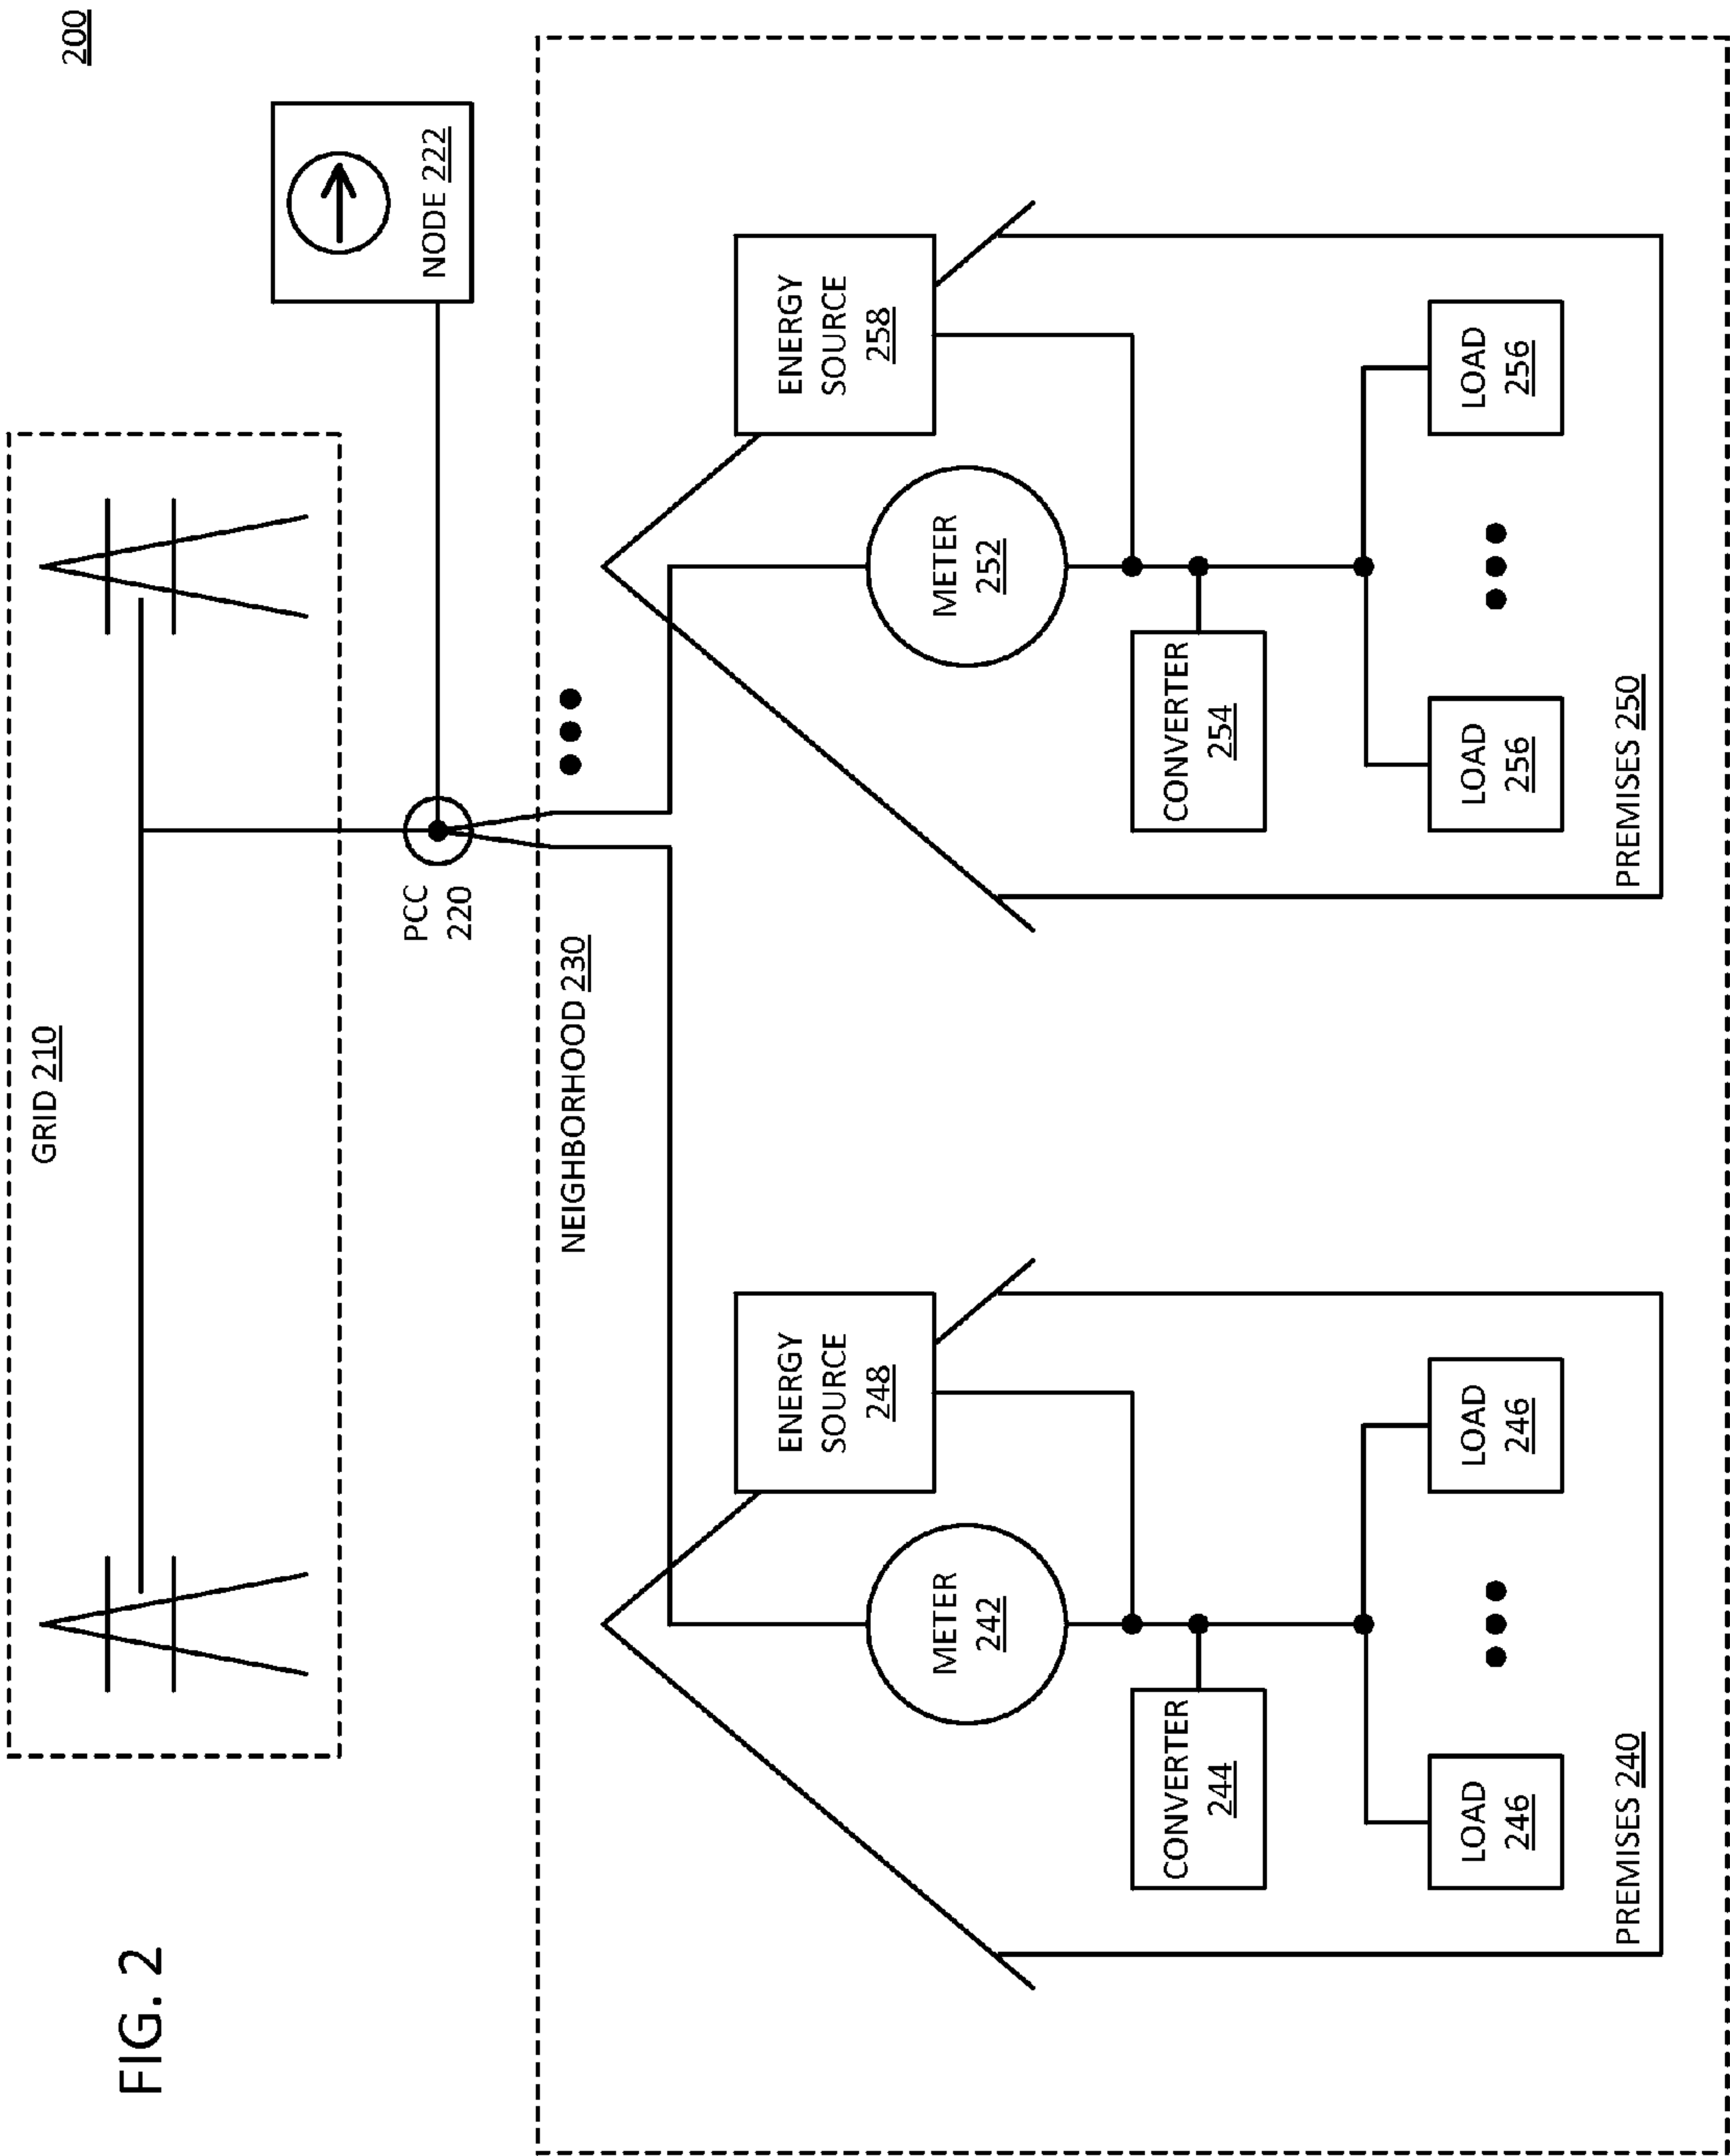 200
GRID 210
NODE 222
PCC
220
NEIGHBORHOOD 230
ENERGY
SOURCE
248
METER
242
CONVERTER
244
LOAD
246
LOAD
246
PREMISES 240
ENERGY
SOURCE
258
METER
252
CONVERTER
254
LOAD
256
LOAD
256
PREMISES 250
FIG. 2